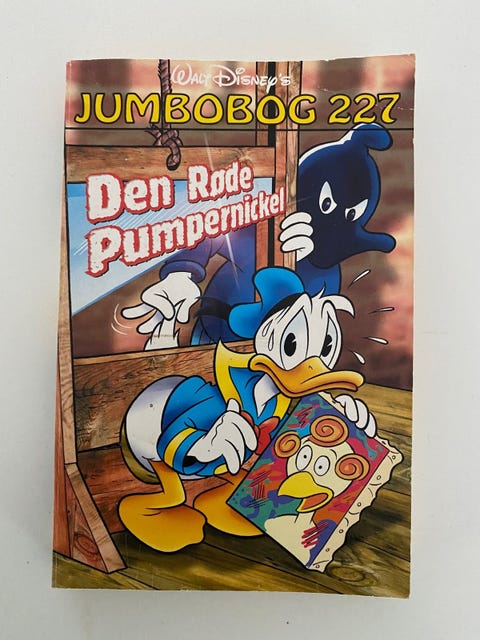 Walt Disney's
JUMBOBOG 227
Den Røde
Pumpernickel